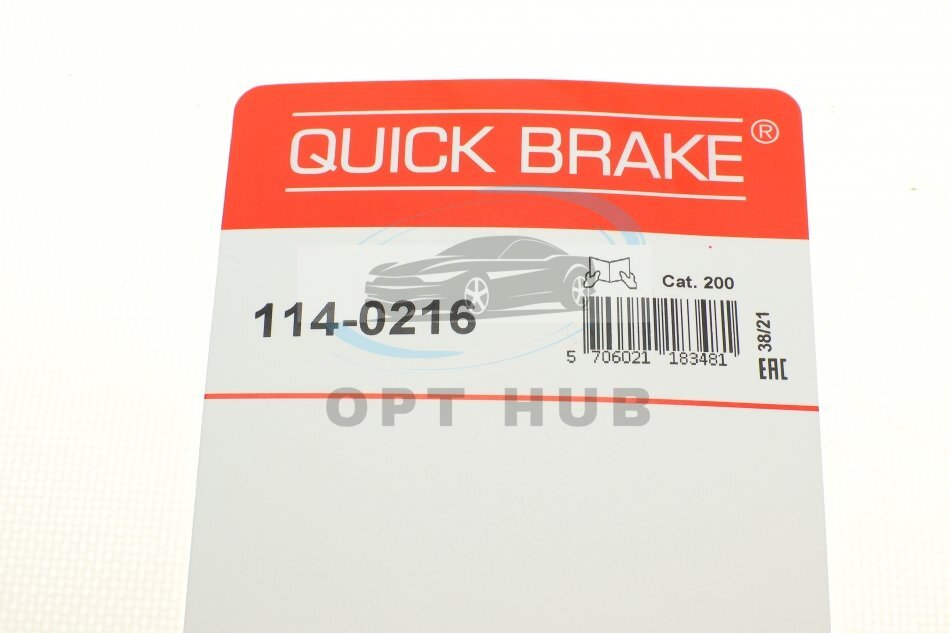 QUICK BRAKE®
Cat. 200
114-0216
5 706021 183481
38/21
EAC
OPT HUB